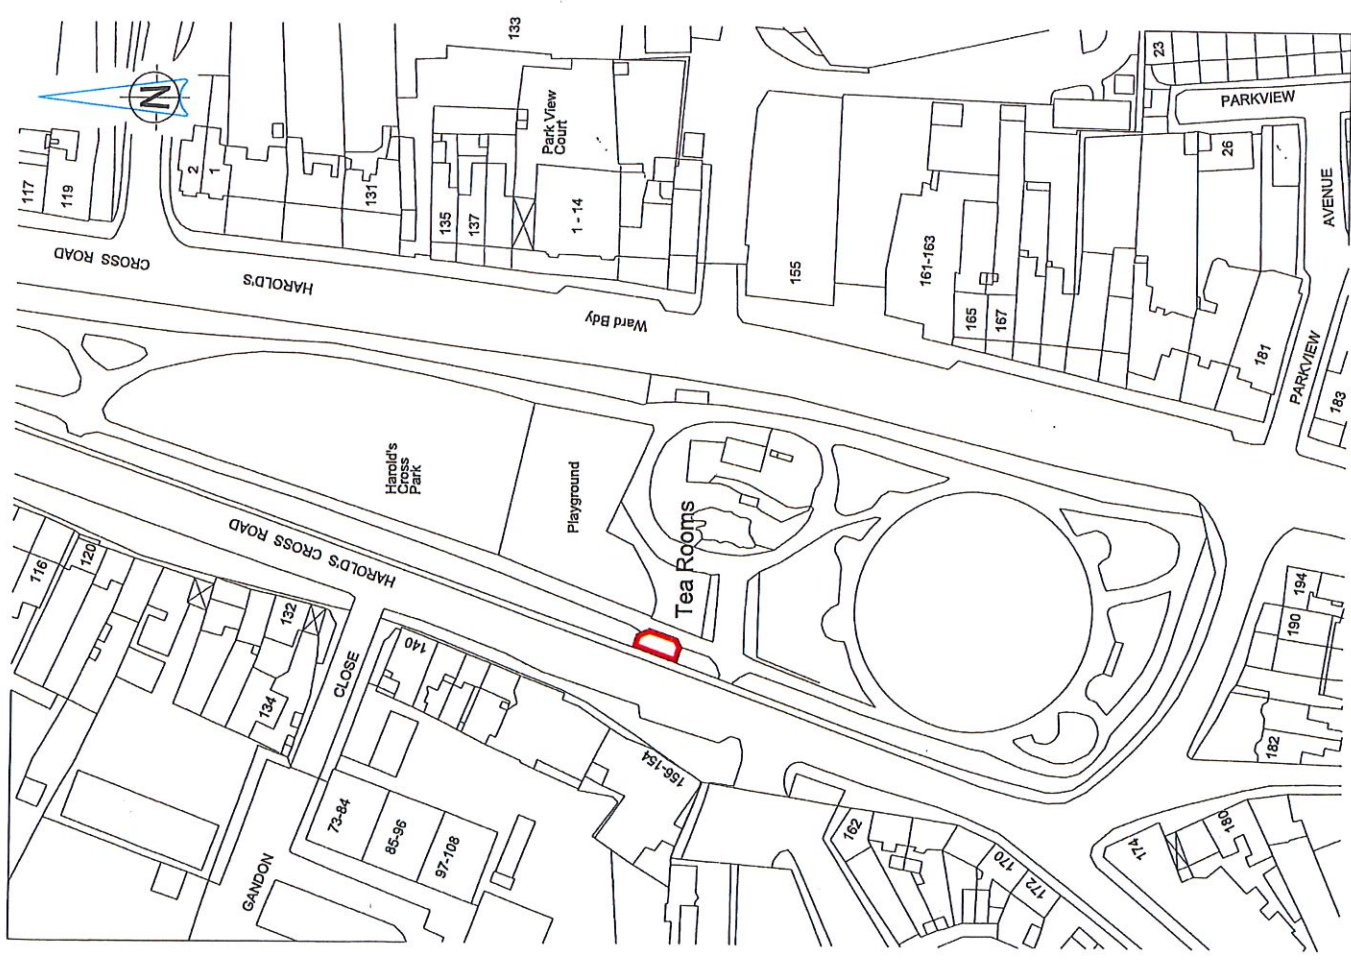 133
23
PARKVIEW
N
117
119
2
1
131
135
137
Park View
Court
1 - 14
26
AVENUE
CROSS ROAD
HAROLD'S
155
161-163
165
167
Ward Bdy
181
PARKVIEW
183
Harold's
Cross
Park
Playground
Tea Rooms
HAROLD'S CROSS ROAD
116
120
132
134
CLOSE
140
194
190
182
156-154
73-84
85-96
97-108
GANDON
162
170
172
174
180